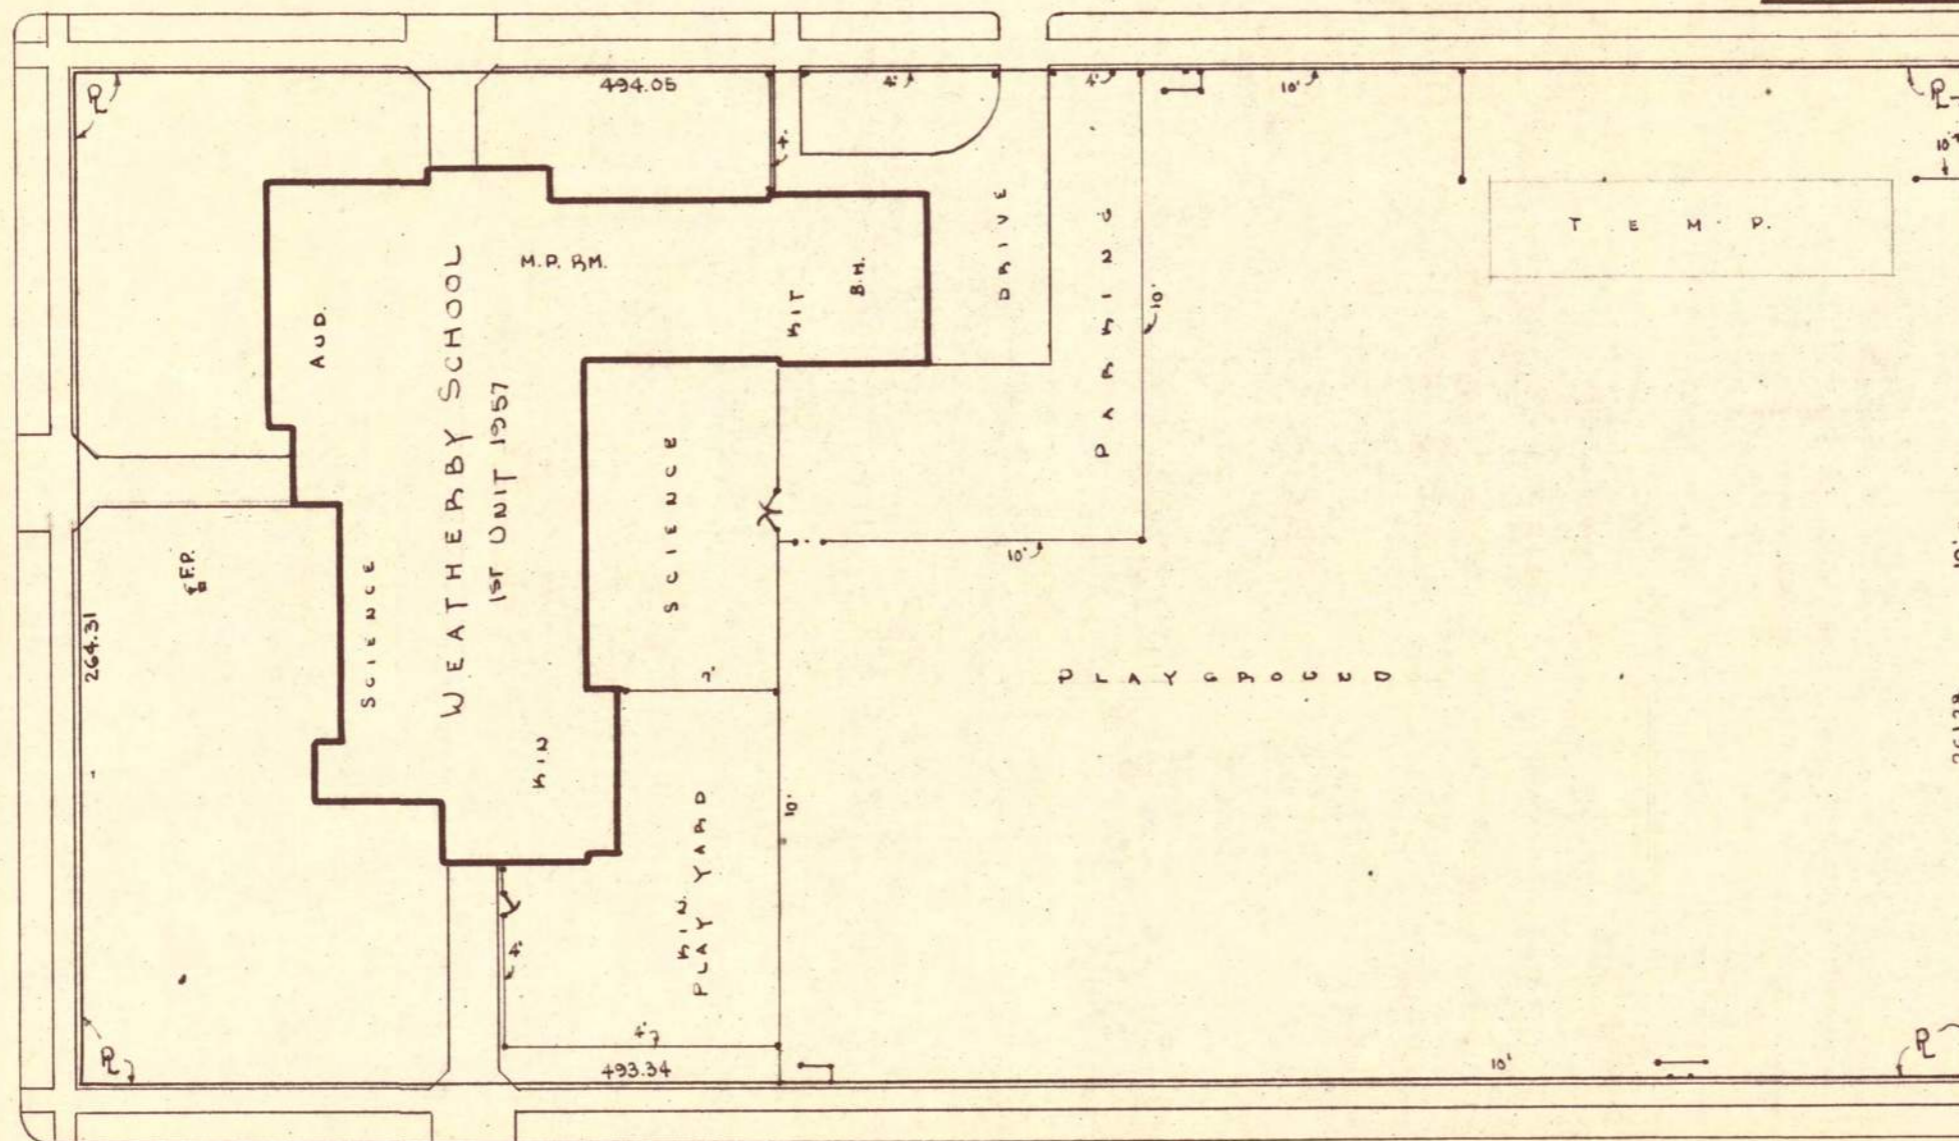 494.05
4'
4'
10'
10'
4'
T E M P.
DRIVE
PARKING
M.P. RM.
KIT
B.H.
AUD.
WEATHERBY SCHOOL
1ST UNIT 1957
10'
SCIENCE
10'
F.P.
SCIENCE
264.31
PLAYGROUND
KIN
10'
KIN.
PLAY YARD
4'
4'
493.34
10'